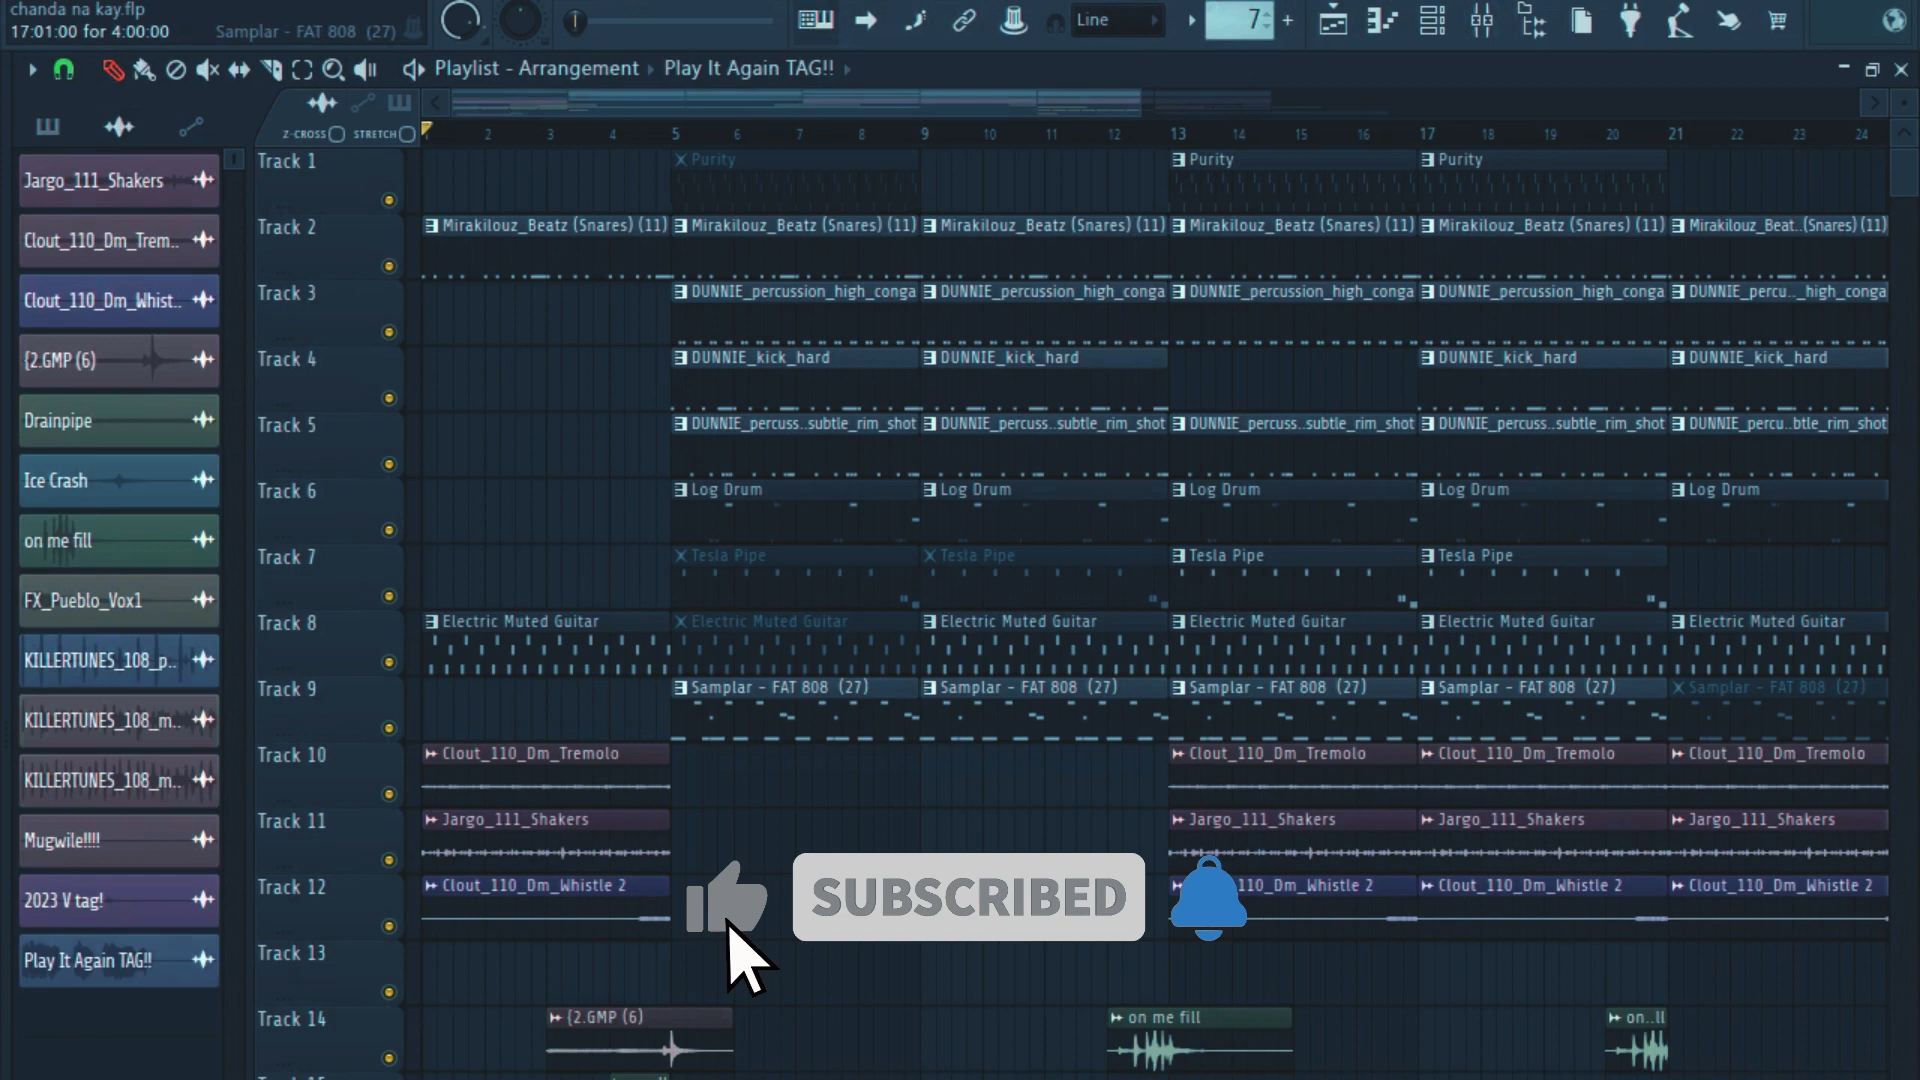 chanda na kay.flp
17:01:00 for 4:00:00 Samplar - FAT 808 (27)
Line
7
Playlist - Arrangement Play It Again TAG!!
Z-CROSS STRETCH
2 3 4 5 6 7 8 9 10 11 12 13 14 15 16 17 18 19 20 21 22 23 24
Jargo_111_Shakers
Clout_110_Dm_Trem..
Clout_110_Dm_Whist..
{2.GMP (6)
Drainpipe
Ice Crash
on me fill
FX_Pueblo_Vox1
KILLERTUNES_108_p..
KILLERTUNES_108_m..
KILLERTUNES_108_m..
Mugwile!!!!
2023 V tag!
Play It Again TAG!!
Track 1 Purity Purity Purity
Track 2 Mirakilouz_Beatz (Snares) (11) Mirakilouz_Beatz (Snares) (11) Mirakilouz_Beatz (Snares) (11) Mirakilouz_Beatz (Snares) (11) Mirakilouz_Beatz (Snares) (11) Mirakilouz_Beat..(Snares) (11)
Track 3 DUNNIE_percussion_high_conga DUNNIE_percussion_high_conga DUNNIE_percussion_high_conga DUNNIE_percussion_high_conga DUNNIE_percu.._high_conga
Track 4 DUNNIE_kick_hard DUNNIE_kick_hard DUNNIE_kick_hard DUNNIE_kick_hard
Track 5 DUNNIE_percuss..subtle_rim_shot DUNNIE_percuss..subtle_rim_shot DUNNIE_percuss..subtle_rim_shot DUNNIE_percuss..subtle_rim_shot DUNNIE_percu..btle_rim_shot
Track 6 Log Drum Log Drum Log Drum Log Drum Log Drum
Track 7 Tesla Pipe Tesla Pipe Tesla Pipe Tesla Pipe
Track 8 Electric Muted Guitar Electric Muted Guitar Electric Muted Guitar Electric Muted Guitar Electric Muted Guitar Electric Muted Guitar
Track 9 Samplar - FAT 808 (27) Samplar - FAT 808 (27) Samplar - FAT 808 (27) Samplar - FAT 808 (27) Samplar - FAT 808 (27)
Track 10 Clout_110_Dm_Tremolo Clout_110_Dm_Tremolo Clout_110_Dm_Tremolo Clout_110_Dm_Tremolo
Track 11 Jargo_111_Shakers Jargo_111_Shakers Jargo_111_Shakers Jargo_111_Shakers
Track 12 Clout_110_Dm_Whistle 2 110_Dm_Whistle 2 Clout_110_Dm_Whistle 2 Clout_110_Dm_Whistle 2
SUBSCRIBED
Track 13
Track 14 {2.GMP (6) on me fill on..ll